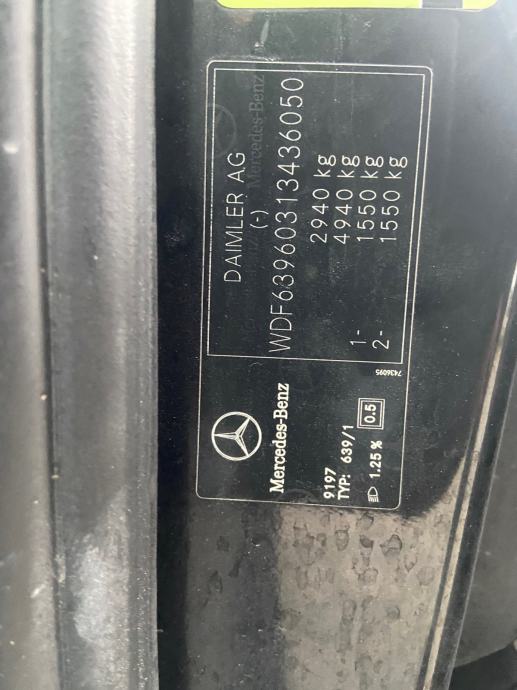 DAIMLER AG
(-)
WDF63960313436050
2940 kg
4940 kg
1- 1550 kg
2- 1550 kg
Mercedes-Benz
9197
TYP: 639/1
1.25 % 0.5
7436095
Mercedes-Benz